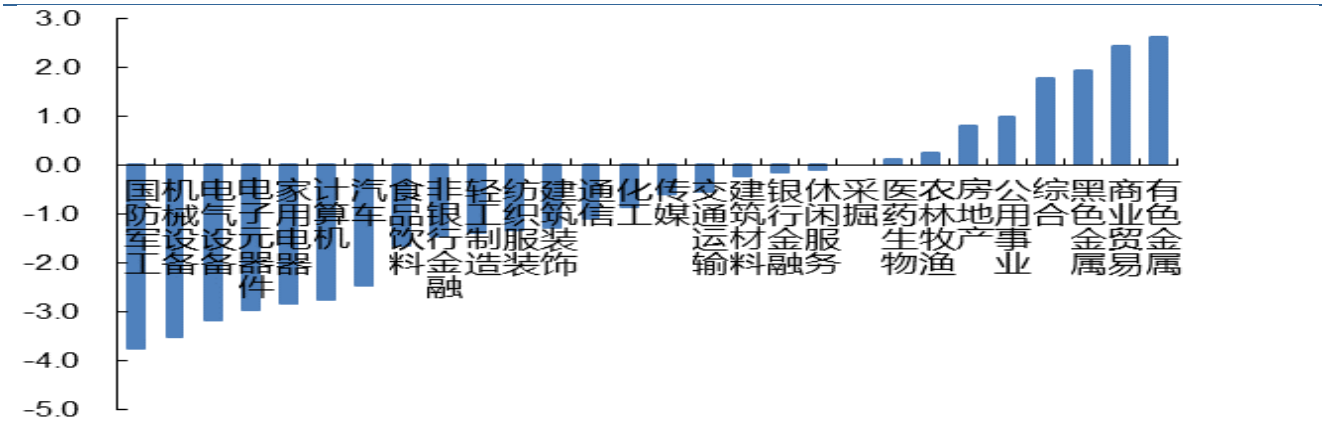 3.0
2.0
1.0
0.0
-1.0
-2.0
-3.0
-4.0
-5.0
国防军工
机械设备
电气设备
电子元器件
家用电器
计算机
汽车
食品饮料
非银行金融
轻工制造
纺织服装
建筑装饰
通信
化工
传媒
交通运输
建筑材料
银行金融
休闲服务
采掘
医药生物
农林牧渔
房地产
公用事业
综合
黑色金属
商业贸易
有色金属